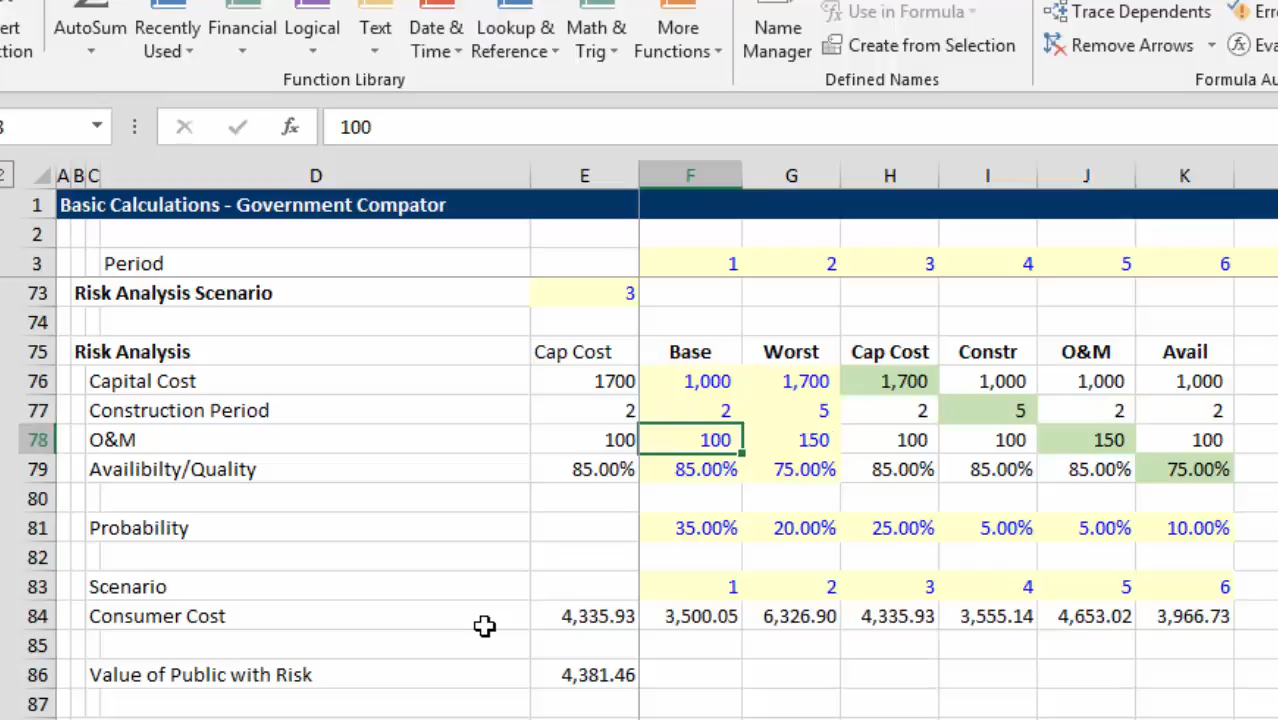 ert AutoSum Recently Financial Logical Text Date & Lookup & Math & More Name Use in Formula Trace Dependents Erro
ction Used Time Reference Trig Functions Manager Create from Selection Remove Arrows Eva
Function Library Defined Names Formula Au
fx 100
2 A B C D E F G H I J K
1 Basic Calculations - Government Compator
2
3 Period 1 2 3 4 5 6
73 Risk Analysis Scenario 3
74
75 Risk Analysis Cap Cost Base Worst Cap Cost Constr O&M Avail
76 Capital Cost 1700 1,000 1,700 1,700 1,000 1,000 1,000
77 Construction Period 2 2 5 2 5 2 2
78 O&M 100 100 150 100 100 150 100
79 Availibilty/Quality 85.00% 85.00% 75.00% 85.00% 85.00% 85.00% 75.00%
80
81 Probability 35.00% 20.00% 25.00% 5.00% 5.00% 10.00%
82
83 Scenario 1 2 3 4 5 6
84 Consumer Cost 4,335.93 3,500.05 6,326.90 4,335.93 3,555.14 4,653.02 3,966.73
85
86 Value of Public with Risk 4,381.46
87